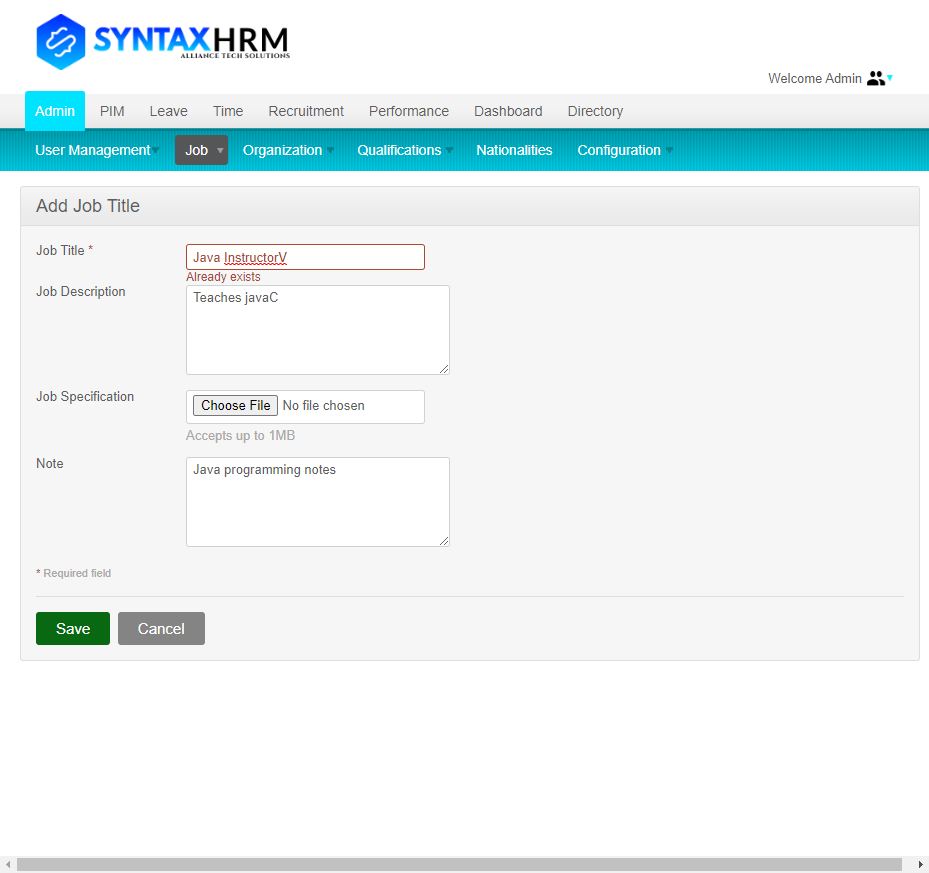 SYNTAXHRM
ALLIANCE TECH SOLUTIONS
Welcome Admin
Admin PIM Leave Time Recruitment Performance Dashboard Directory
User Management Job Organization Qualifications Nationalities Configuration
Add Job Title
Job Title * Java InstructorV
Already exists
Job Description Teaches javaC
Job Specification Choose File No file chosen
Accepts up to 1MB
Note Java programming notes
* Required field
Save Cancel